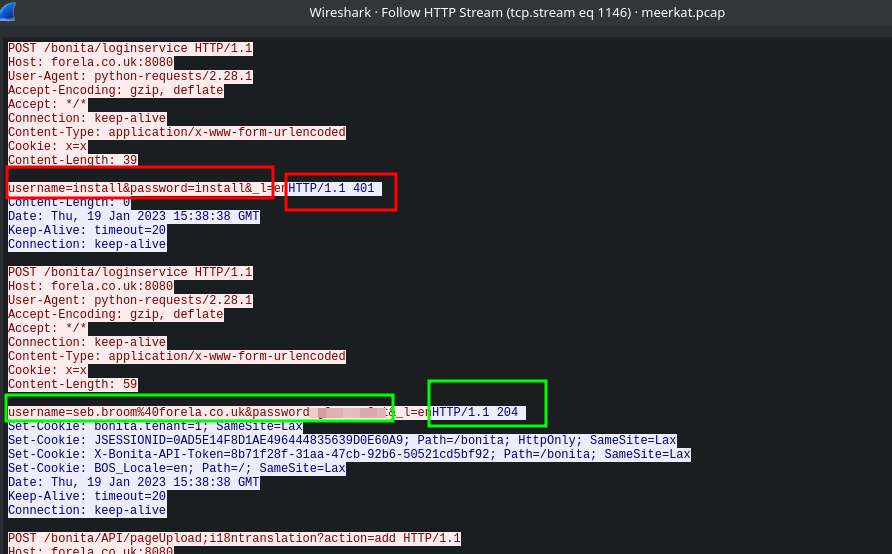 Wireshark · Follow HTTP Stream (tcp.stream eq 1146) · meerkat.pcap
POST /bonita/loginservice HTTP/1.1
Host: forela.co.uk:8080
User-Agent: python-requests/2.28.1
Accept-Encoding: gzip, deflate
Accept: */*
Connection: keep-alive
Content-Type: application/x-www-form-urlencoded
Cookie: x=x
Content-Length: 39
username=install&password=install&_l=enHTTP/1.1 401
Content-Length: 0
Date: Thu, 19 Jan 2023 15:38:38 GMT
Keep-Alive: timeout=20
Connection: keep-alive
POST /bonita/loginservice HTTP/1.1
Host: forela.co.uk:8080
User-Agent: python-requests/2.28.1
Accept-Encoding: gzip, deflate
Accept: */*
Connection: keep-alive
Content-Type: application/x-www-form-urlencoded
Cookie: x=x
Content-Length: 59
username=seb.broom%40forela.co.uk&password &_l=enHTTP/1.1 204
Set-Cookie: bonita.tenant=1; SameSite=Lax
Set-Cookie: JSESSIONID=0AD5E14F8D1AE496444835639D0E60A9; Path=/bonita; HttpOnly; SameSite=Lax
Set-Cookie: X-Bonita-API-Token=8b71f28f-31aa-47cb-92b6-50521cd5bf92; Path=/bonita; SameSite=Lax
Set-Cookie: BOS_Locale=en; Path=/; SameSite=Lax
Date: Thu, 19 Jan 2023 15:38:38 GMT
Keep-Alive: timeout=20
Connection: keep-alive
POST /bonita/API/pageUpload;i18ntranslation?action=add HTTP/1.1
Host: forela.co.uk:8080